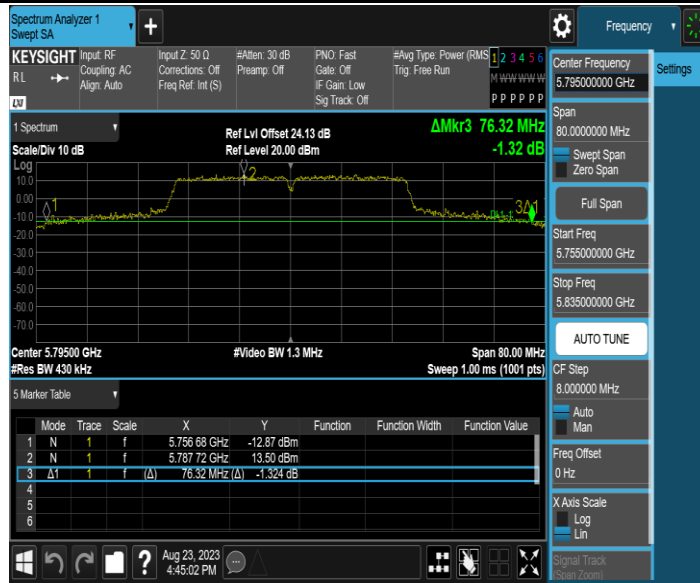 Spectrum Analyzer 1
Swept SA
+
Frequency
KEYSIGHT
RL
LXI
Input: RF
Coupling: AC
Align: Auto
Input Z: 50 Ω
Corrections: Off
Freq Ref: Int (S)
#Atten: 30 dB
Preamp: Off
PNO: Fast
Gate: Off
IF Gain: Low
Sig Track: Off
#Avg Type: Power (RMS
Trig: Free Run
1 2 3 4 5 6
M W W W W W
P P P P P P
1 Spectrum
Scale/Div 10 dB
Ref Lvl Offset 24.13 dB
Ref Level 20.00 dBm
ΔMkr3 76.32 MHz
-1.32 dB
Log
10.0
0.00
-10.0
-20.0
-30.0
-40.0
-50.0
-60.0
-70.0
1
2
3Δ1
Center 5.79500 GHz
#Res BW 430 kHz
#Video BW 1.3 MHz
Span 80.00 MHz
Sweep 1.00 ms (1001 pts)
5 Marker Table
Mode Trace Scale X Y Function Function Width Function Value
1 N 1 f 5.756 68 GHz -12.87 dBm
2 N 1 f 5.787 72 GHz 13.50 dBm
3 Δ1 1 f (Δ) 76.32 MHz (Δ) -1.324 dB
4
5
6
?
Aug 23, 2023
4:45:02 PM
Center Frequency
5.795000000 GHz
Settings
Span
80.0000000 MHz
Swept Span
Zero Span
Full Span
Start Freq
5.755000000 GHz
Stop Freq
5.835000000 GHz
AUTO TUNE
CF Step
8.000000 MHz
Auto
Man
Freq Offset
0 Hz
X Axis Scale
Log
Lin
Signal Track
(Span Zoom)